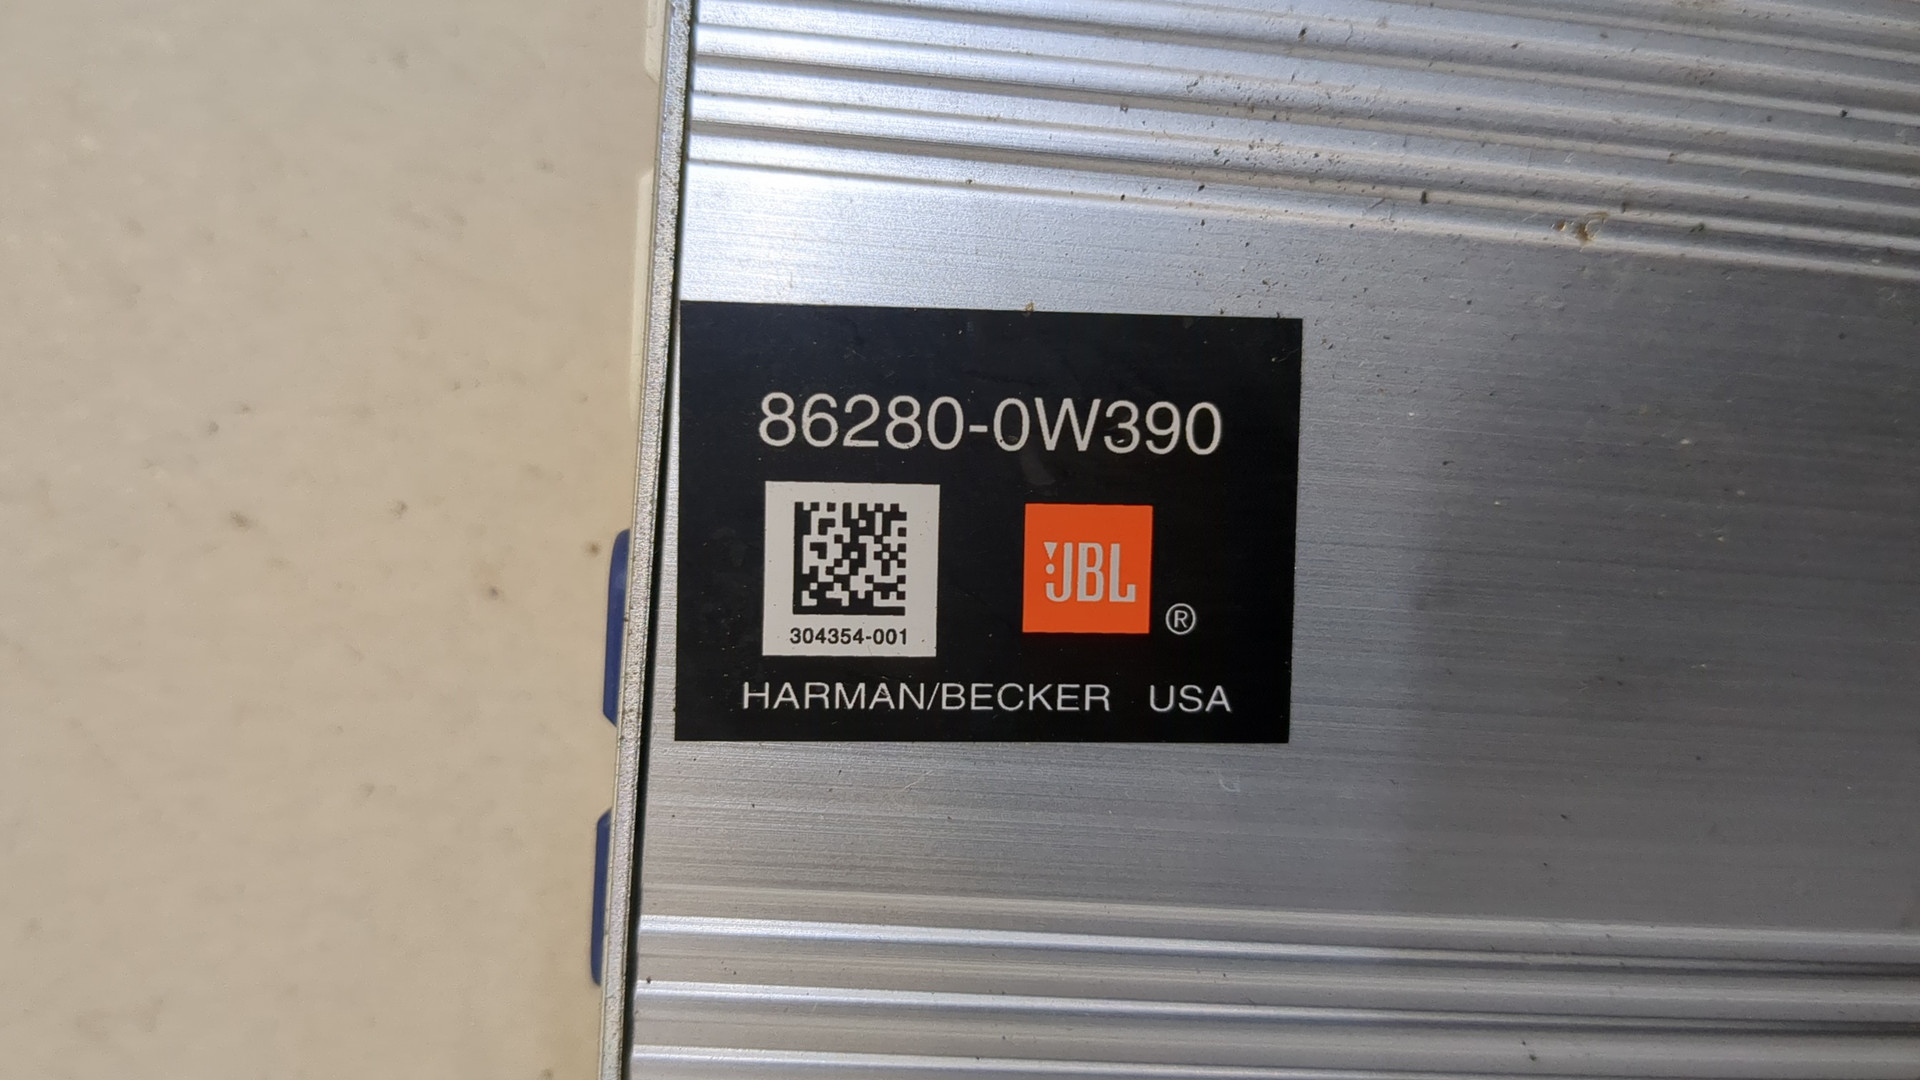 86280-0W390
304354-001
JBL
®
HARMAN/BECKER USA